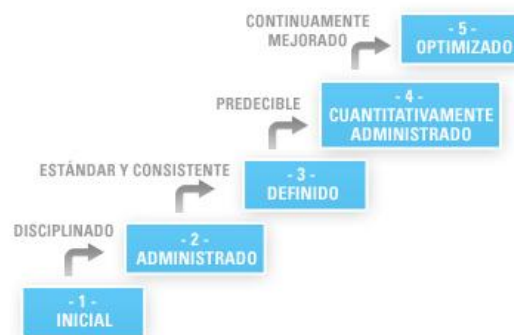 CONTINUAMENTE
MEJORADO
- 5 -
OPTIMIZADO
PREDECIBLE
- 4 -
CUANTITATIVAMENTE
ADMINISTRADO
ESTÁNDAR Y CONSISTENTE
- 3 -
DEFINIDO
DISCIPLINADO
- 2 -
ADMINISTRADO
- 1 -
INICIAL